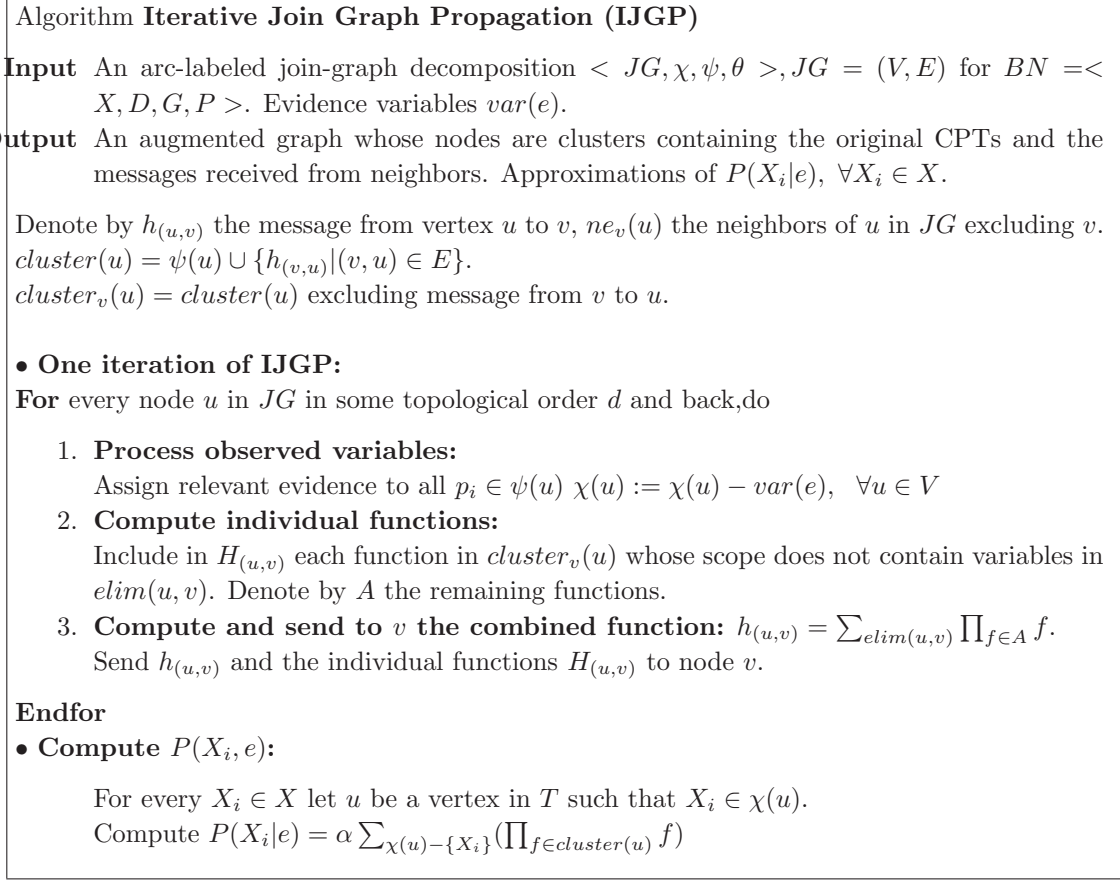 Algorithm Iterative Join Graph Propagation (IJGP)
Input An arc-labeled join-graph decomposition < JG, χ, ψ, θ >, JG = (V, E) for BN =<
X, D, G, P >. Evidence variables var(e).
utput An augmented graph whose nodes are clusters containing the original CPTs and the
messages received from neighbors. Approximations of P(X_i|e), ∀X_i ∈ X.
Denote by h_{(u,v)} the message from vertex u to v, ne_v(u) the neighbors of u in JG excluding v.
cluster(u) = ψ(u) ∪ {h_{(v,u)}|(v, u) ∈ E}.
cluster_v(u) = cluster(u) excluding message from v to u.
• One iteration of IJGP:
For every node u in JG in some topological order d and back,do
1. Process observed variables:
Assign relevant evidence to all p_i ∈ ψ(u) χ(u) := χ(u) − var(e), ∀u ∈ V
2. Compute individual functions:
Include in H_{(u,v)} each function in cluster_v(u) whose scope does not contain variables in
elim(u, v). Denote by A the remaining functions.
3. Compute and send to v the combined function: h_{(u,v)} = ∑_{elim(u,v)} ∏_{f∈A} f.
Send h_{(u,v)} and the individual functions H_{(u,v)} to node v.
Endfor
• Compute P(X_i, e):
For every X_i ∈ X let u be a vertex in T such that X_i ∈ χ(u).
Compute P(X_i|e) = α ∑_{χ(u)−{X_i}}(∏_{f∈cluster(u)} f)